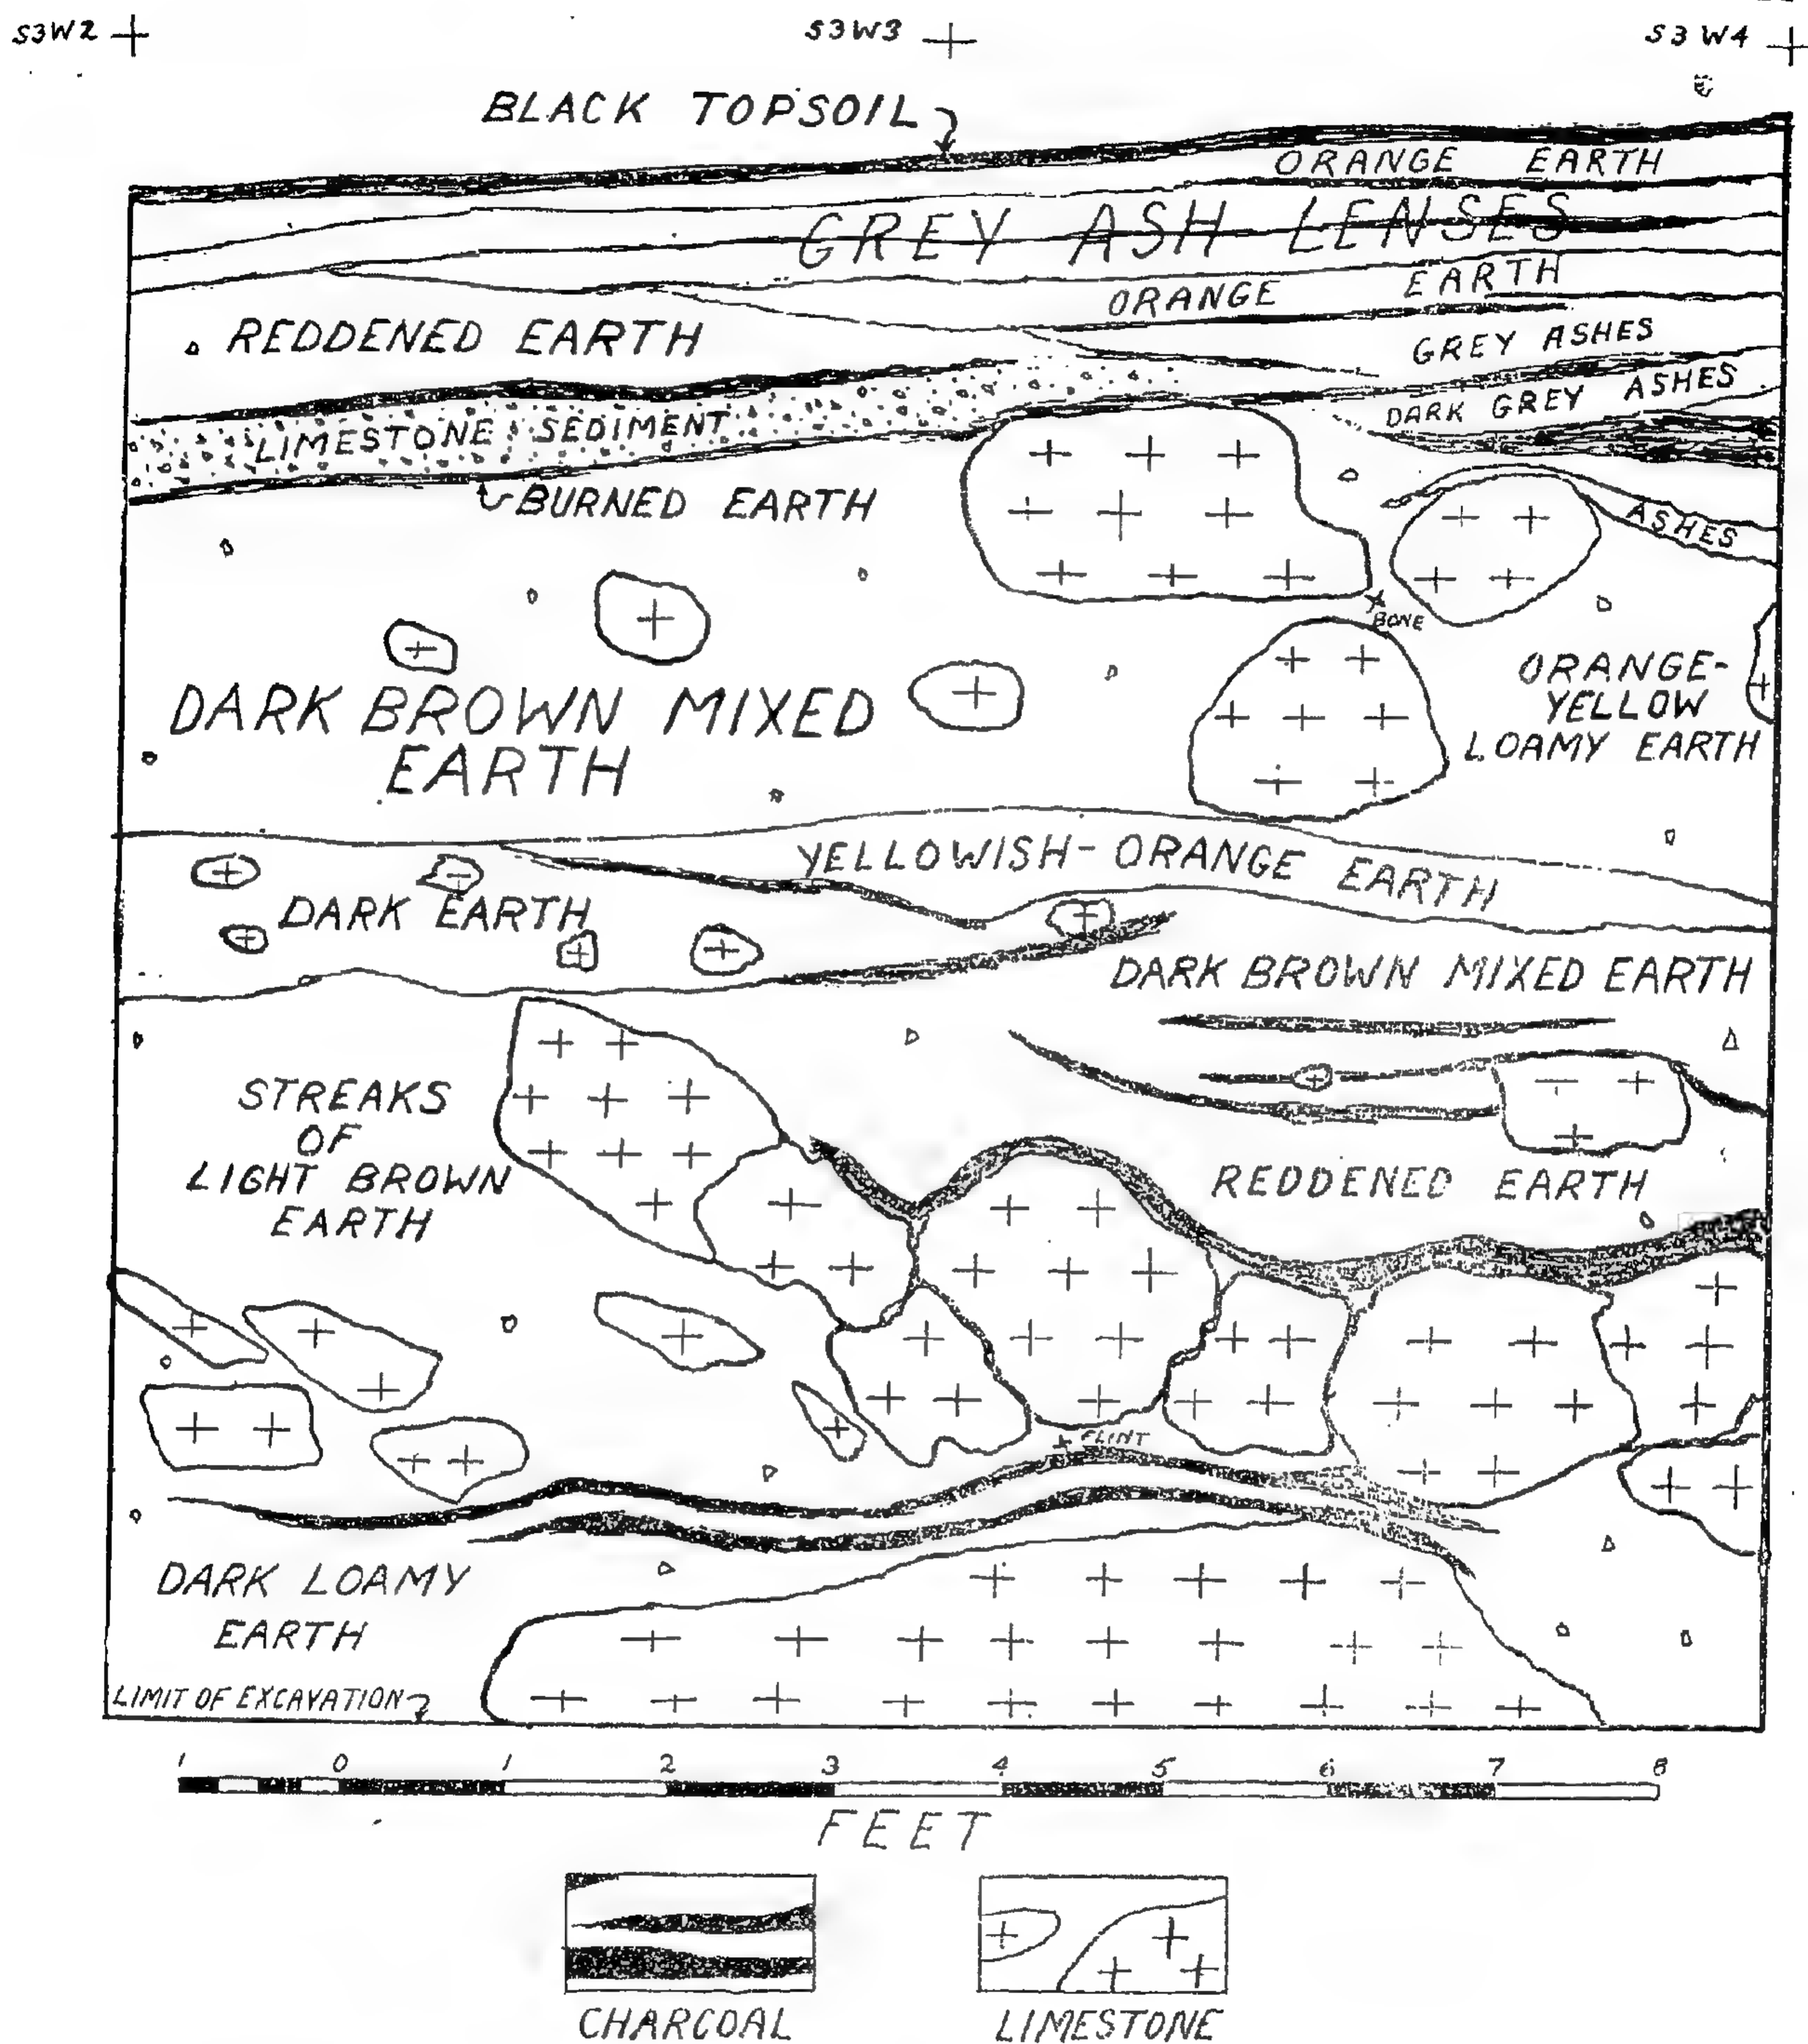 S3W2
S3W3
S3W4
BLACK TOPSOIL
ORANGE EARTH
GREY ASH LENSES
ORANGE EARTH
REDDENED EARTH
GREY ASHES
DARK GREY ASHES
LIMESTONE SEDIMENT
BURNED EARTH
ASHES
BONE
ORANGE-
YELLOW
LOAMY EARTH
DARK BROWN MIXED
EARTH
YELLOWISH-ORANGE EARTH
DARK EARTH
DARK BROWN MIXED EARTH
STREAKS
OF
LIGHT BROWN
EARTH
REDDENED EARTH
FLINT
DARK LOAMY
EARTH
LIMIT OF EXCAVATION
1 0 1 2 3 4 5 6 7 8
FEET
CHARCOAL
LIMESTONE